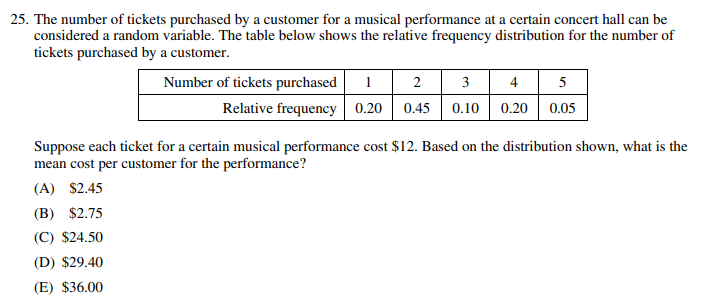 25. The number of tickets purchased by a customer for a musical performance at a certain concert hall can be
considered a random variable. The table below shows the relative frequency distribution for the number of
tickets purchased by a customer.
Number of tickets purchased 1 2 3 4 5
Relative frequency 0.20 0.45 0.10 0.20 0.05
Suppose each ticket for a certain musical performance cost $12. Based on the distribution shown, what is the
mean cost per customer for the performance?
(A) $2.45
(B) $2.75
(C) $24.50
(D) $29.40
(E) $36.00